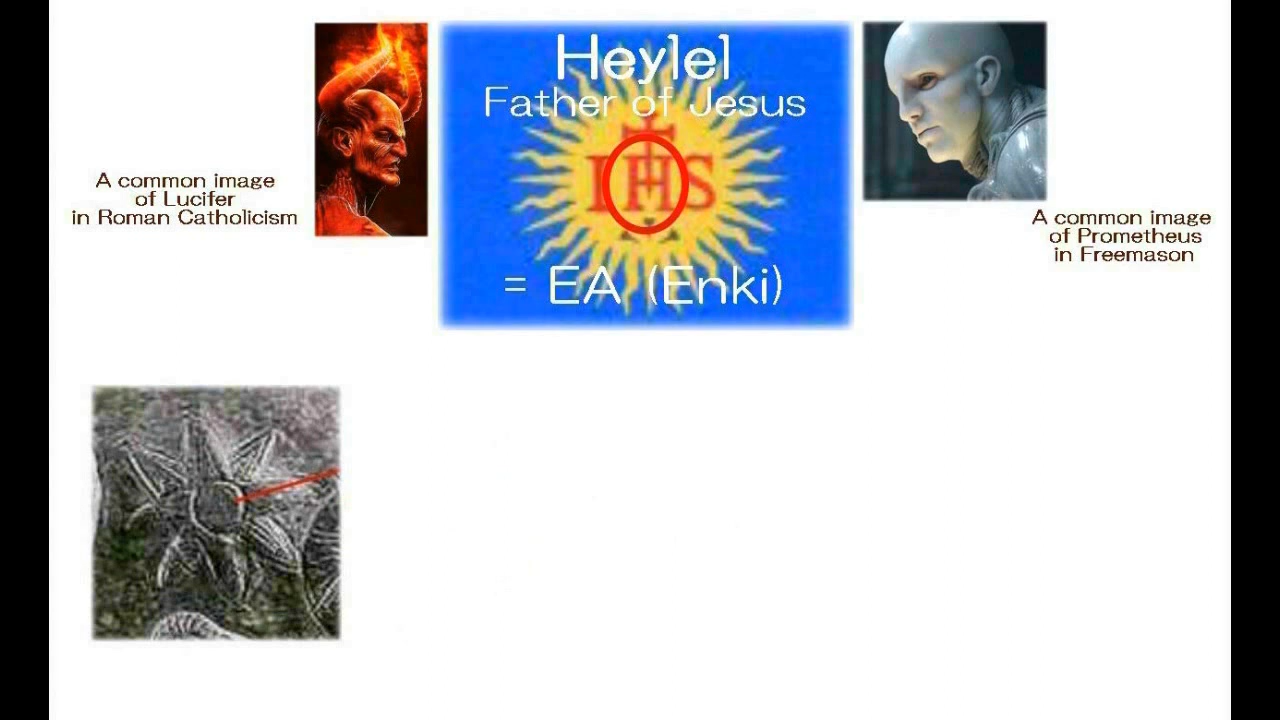 Heylel
Father of Jesus
IHS
= EA (Enki)
A common image
of Lucifer
in Roman Catholicism
A common image
of Prometheus
in Freemason